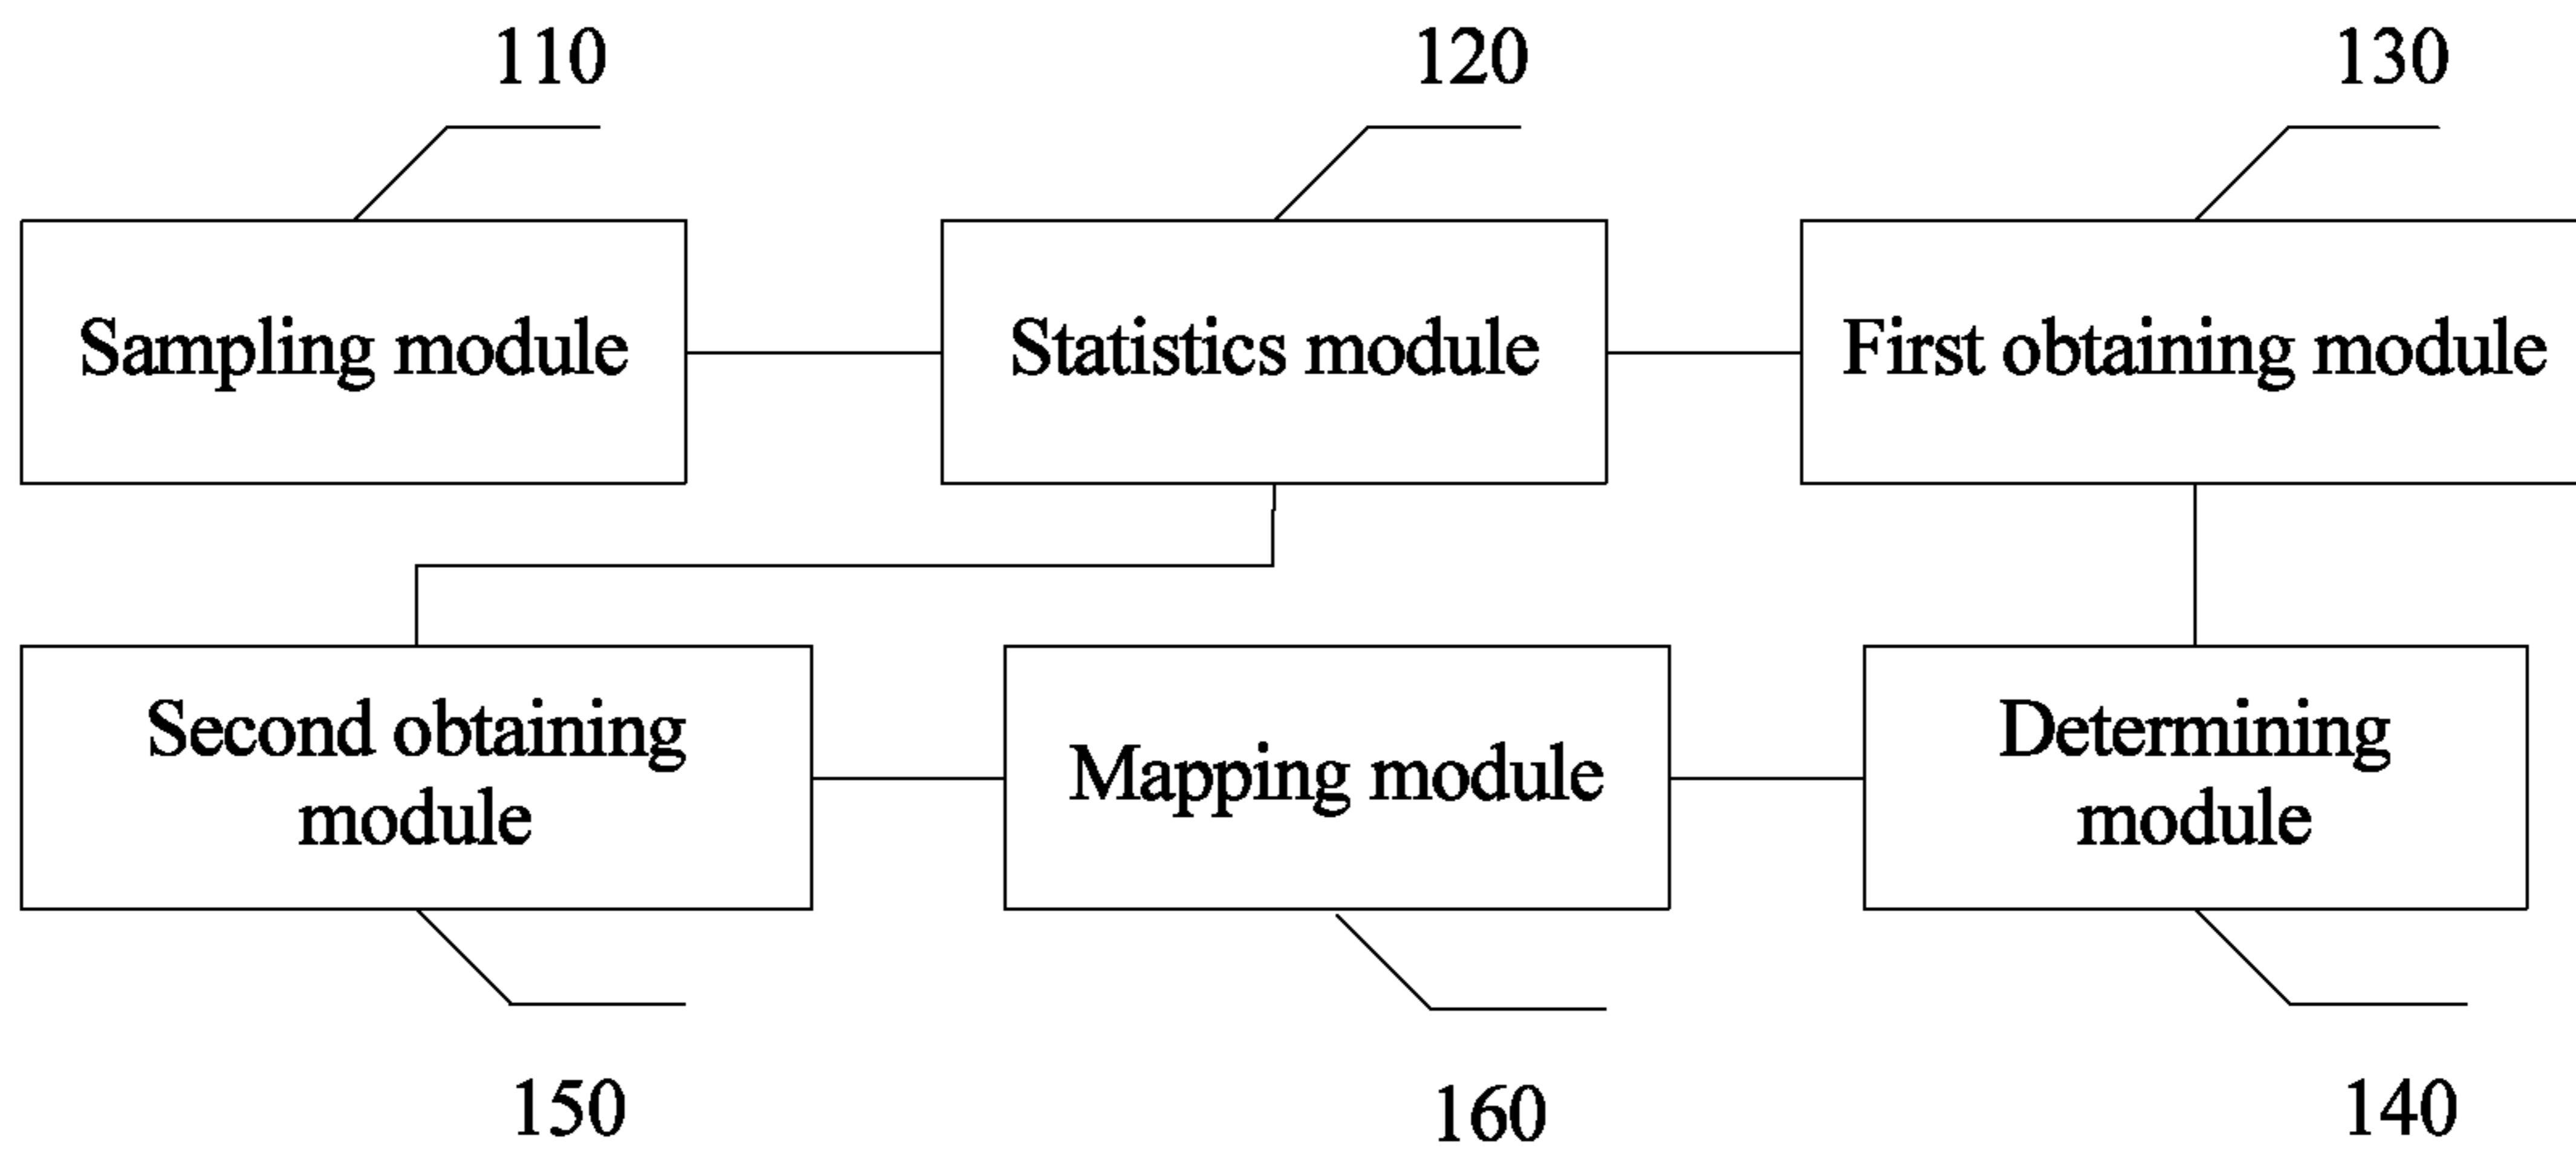 110
120
130
Sampling module
Statistics module
First obtaining module
Second obtaining
module
Mapping module
Determining
module
150
160
140